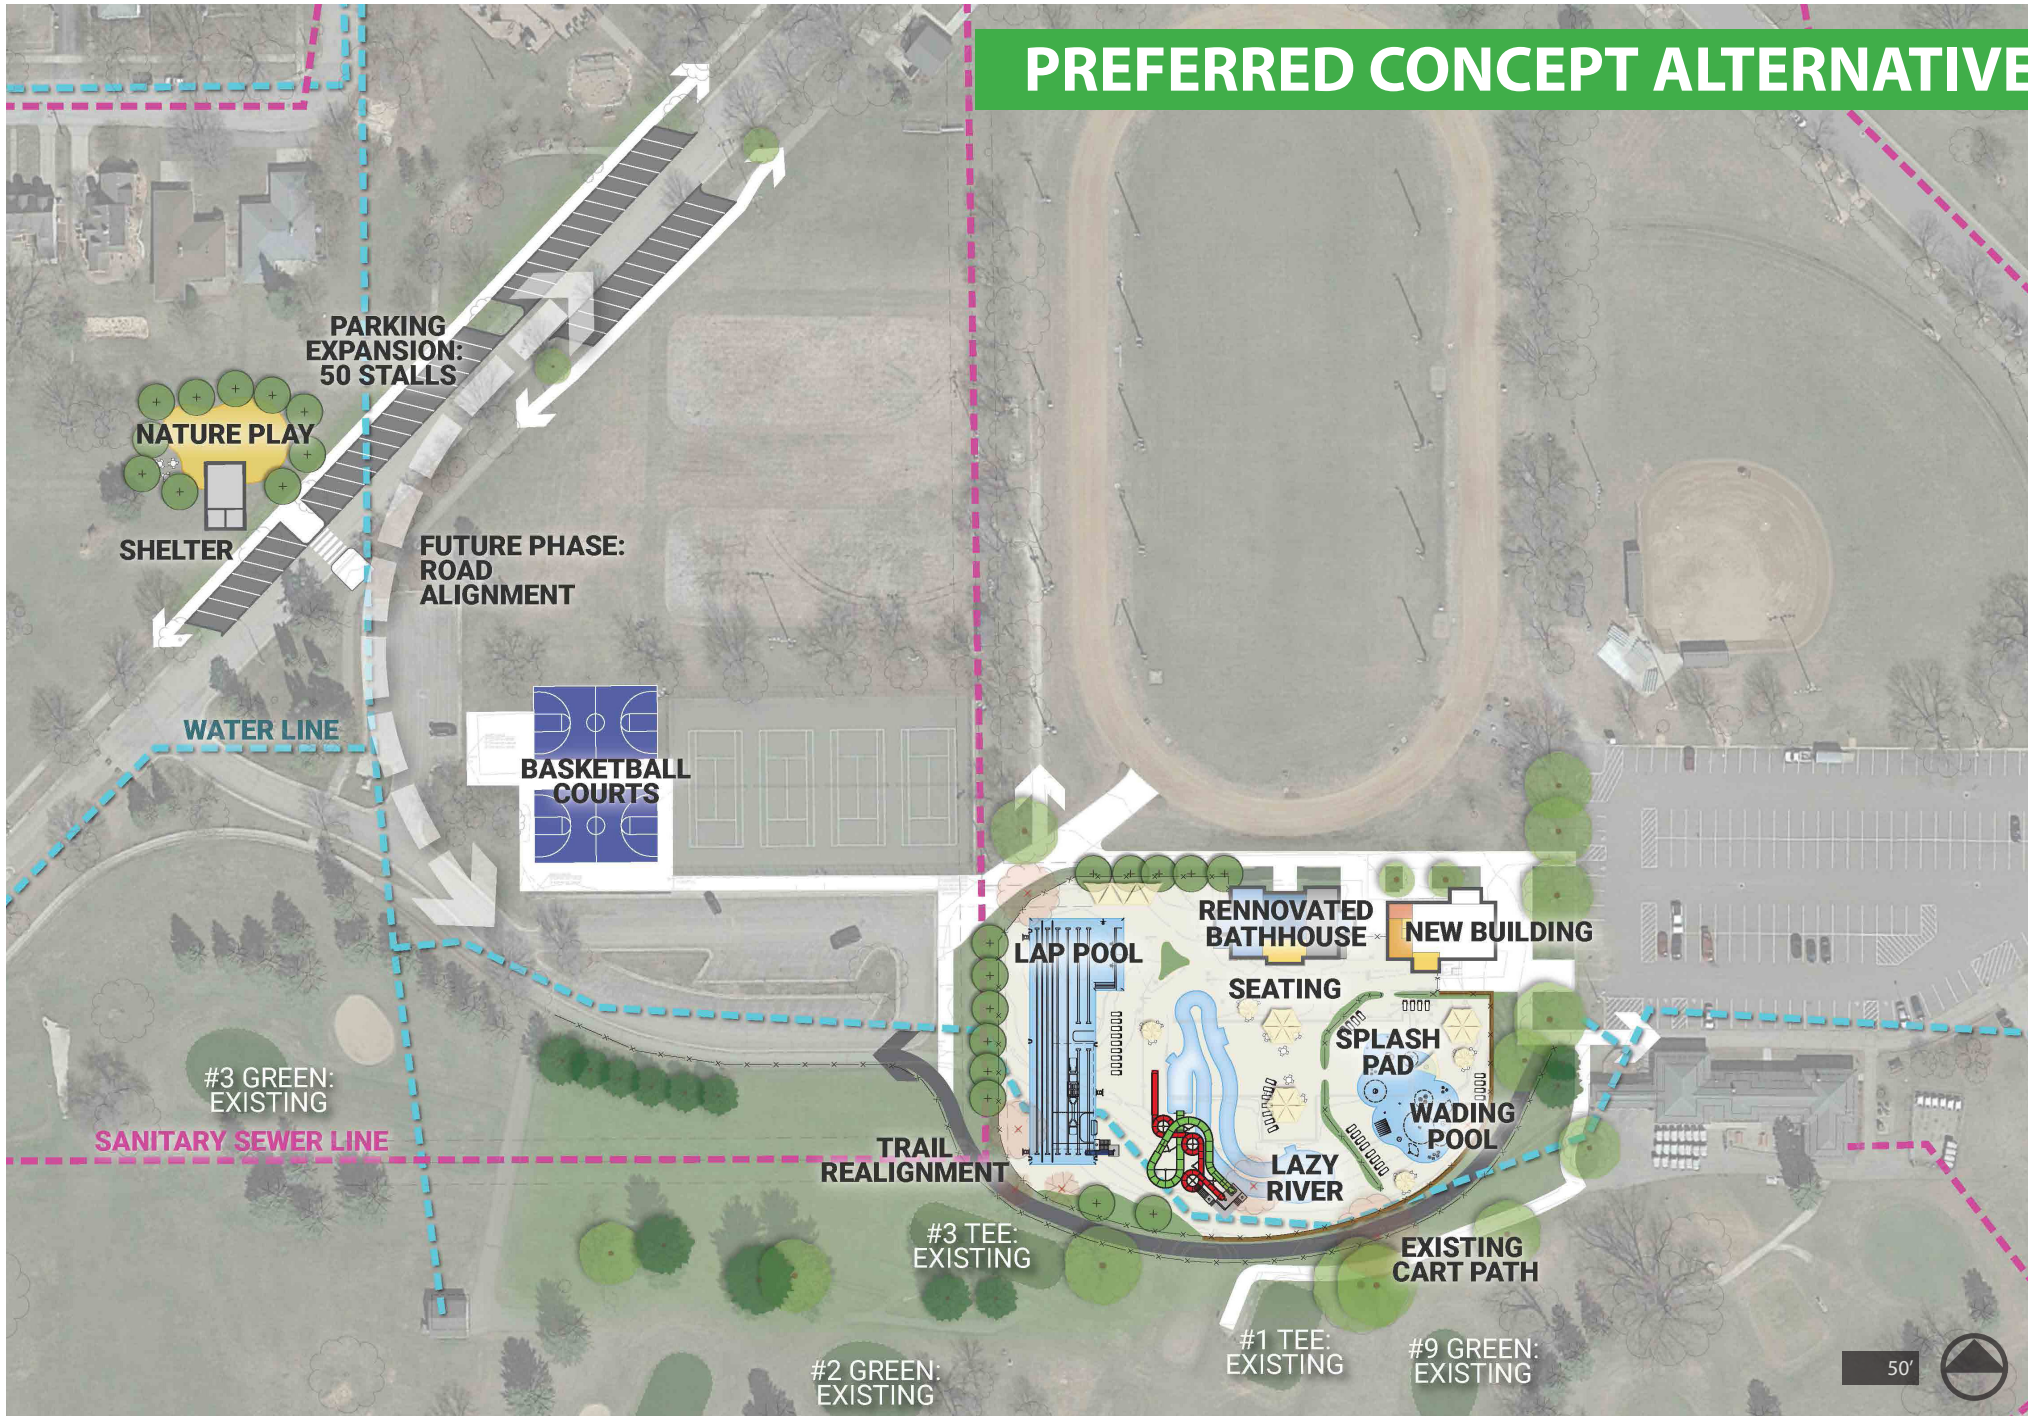 PREFERRED CONCEPT ALTERNATIVE
PARKING
EXPANSION:
50 STALLS
NATURE PLAY
SHELTER
FUTURE PHASE:
ROAD
ALIGNMENT
WATER LINE
BASKETBALL
COURTS
RENNOVATED
BATHHOUSE
NEW BUILDING
LAP POOL
SEATING
SPLASH
PAD
WADING
POOL
#3 GREEN:
EXISTING
SANITARY SEWER LINE
TRAIL
REALIGNMENT
LAZY
RIVER
#3 TEE:
EXISTING
EXISTING
CART PATH
#1 TEE:
EXISTING
#9 GREEN:
EXISTING
#2 GREEN:
EXISTING
50'